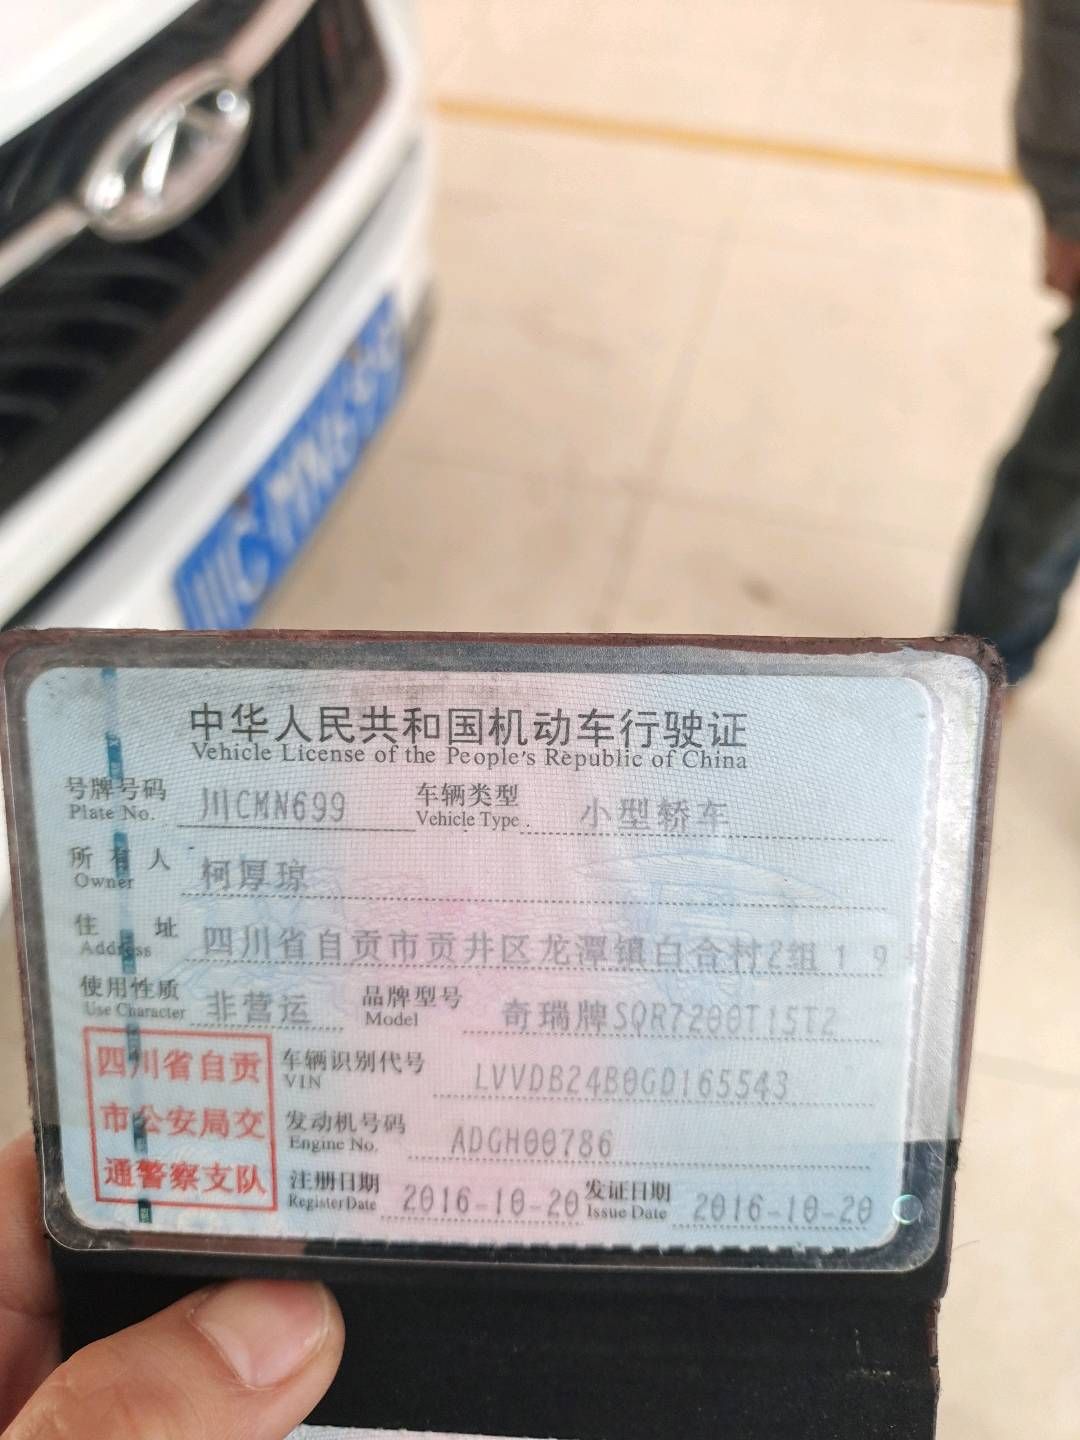 川C·MN699
中华人民共和国机动车行驶证
Vehicle License of the People's Republic of China
号牌号码 川CMN699 车辆类型 小型轿车
Plate No. Vehicle Type
所有人 柯厚琼
Owner
住址 四川省自贡市贡井区龙潭镇白合村2组19
Address
使用性质 非营运 品牌型号 奇瑞牌SQR7200T15T2
Use Character Model
四川省自贡
市公安局交
通警察支队
车辆识别代号 LVVDB24B0GD165543
VIN
发动机号码 ADGH00786
Engine No.
注册日期 2016-10-20 发证日期 2016-10-20
Register Date Issue Date